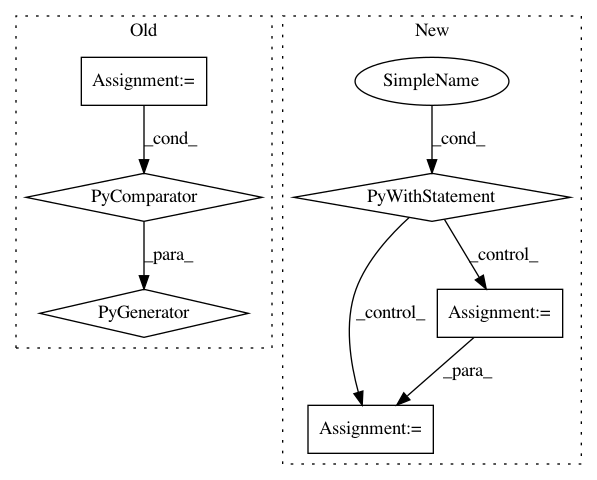 Old
New
Assignment:=
SimpleName
_cond_
_cond_
PyComparator
PyWithStatement
_para_
_control_
PyGenerator
_control_
Assignment:=
_para_
Assignment:=